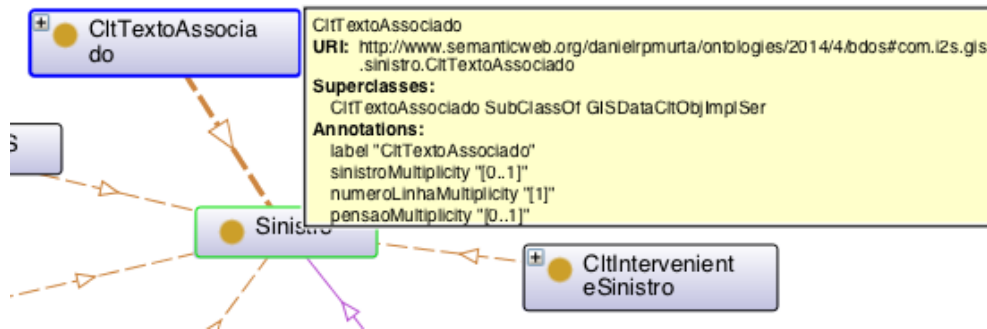 CltTextoAssocia
do
CltTextoAssociado
URI: http://www.semanticweb.org/danielrpmurta/ontologies/2014/4/bdos#com.i2s.gis
.sinistro.CltTextoAssociado
Superclasses:
CltTextoAssociado SubClassOf GISDataCltObjImplSer
Annotations:
label "CltTextoAssociado"
sinistroMultiplicity "[0..1]"
numeroLinhaMultiplicity "[1]"
pensaoMultiplicity "[0..1]"
S
Sinistro
CltIntervenient
eSinistro